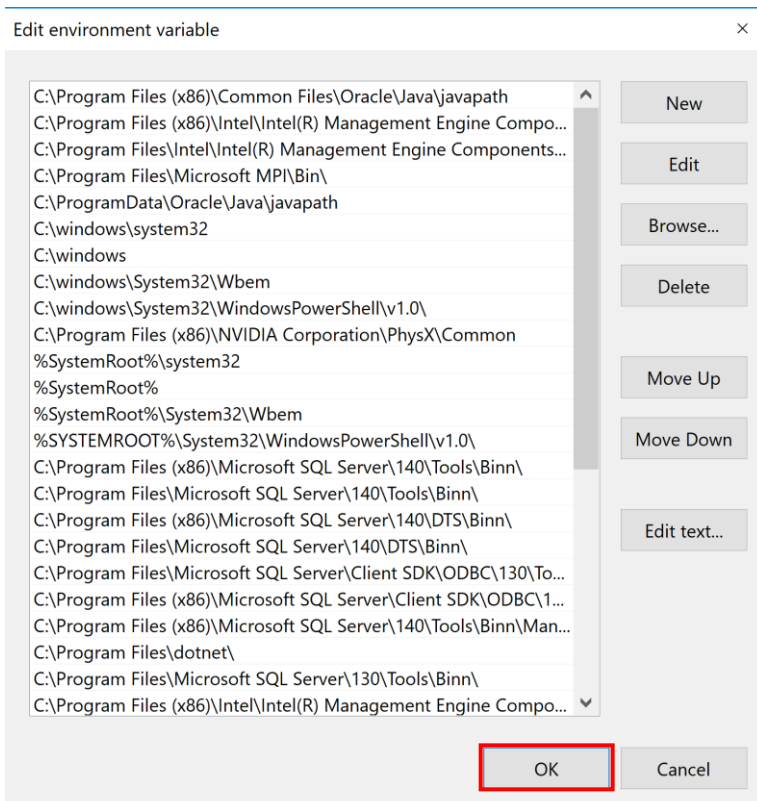 Edit environment variable
C:\Program Files (x86)\Common Files\Oracle\Java\javapath
C:\Program Files (x86)\Intel\Intel(R) Management Engine Compo...
C:\Program Files\Intel\Intel(R) Management Engine Components...
C:\Program Files\Microsoft MPI\Bin\
C:\ProgramData\Oracle\Java\javapath
C:\windows\system32
C:\windows
C:\windows\System32\Wbem
C:\windows\System32\WindowsPowerShell\v1.0\
C:\Program Files (x86)\NVIDIA Corporation\PhysX\Common
%SystemRoot%\system32
%SystemRoot%
%SystemRoot%\System32\Wbem
%SYSTEMROOT%\System32\WindowsPowerShell\v1.0\
C:\Program Files (x86)\Microsoft SQL Server\140\Tools\Binn\
C:\Program Files\Microsoft SQL Server\140\Tools\Binn\
C:\Program Files (x86)\Microsoft SQL Server\140\DTS\Binn\
C:\Program Files\Microsoft SQL Server\140\DTS\Binn\
C:\Program Files\Microsoft SQL Server\Client SDK\ODBC\130\To...
C:\Program Files (x86)\Microsoft SQL Server\Client SDK\ODBC\1...
C:\Program Files (x86)\Microsoft SQL Server\140\Tools\Binn\Man...
C:\Program Files\dotnet\
C:\Program Files\Microsoft SQL Server\130\Tools\Binn\
C:\Program Files (x86)\Intel\Intel(R) Management Engine Compo...
New
Edit
Browse...
Delete
Move Up
Move Down
Edit text...
OK
Cancel